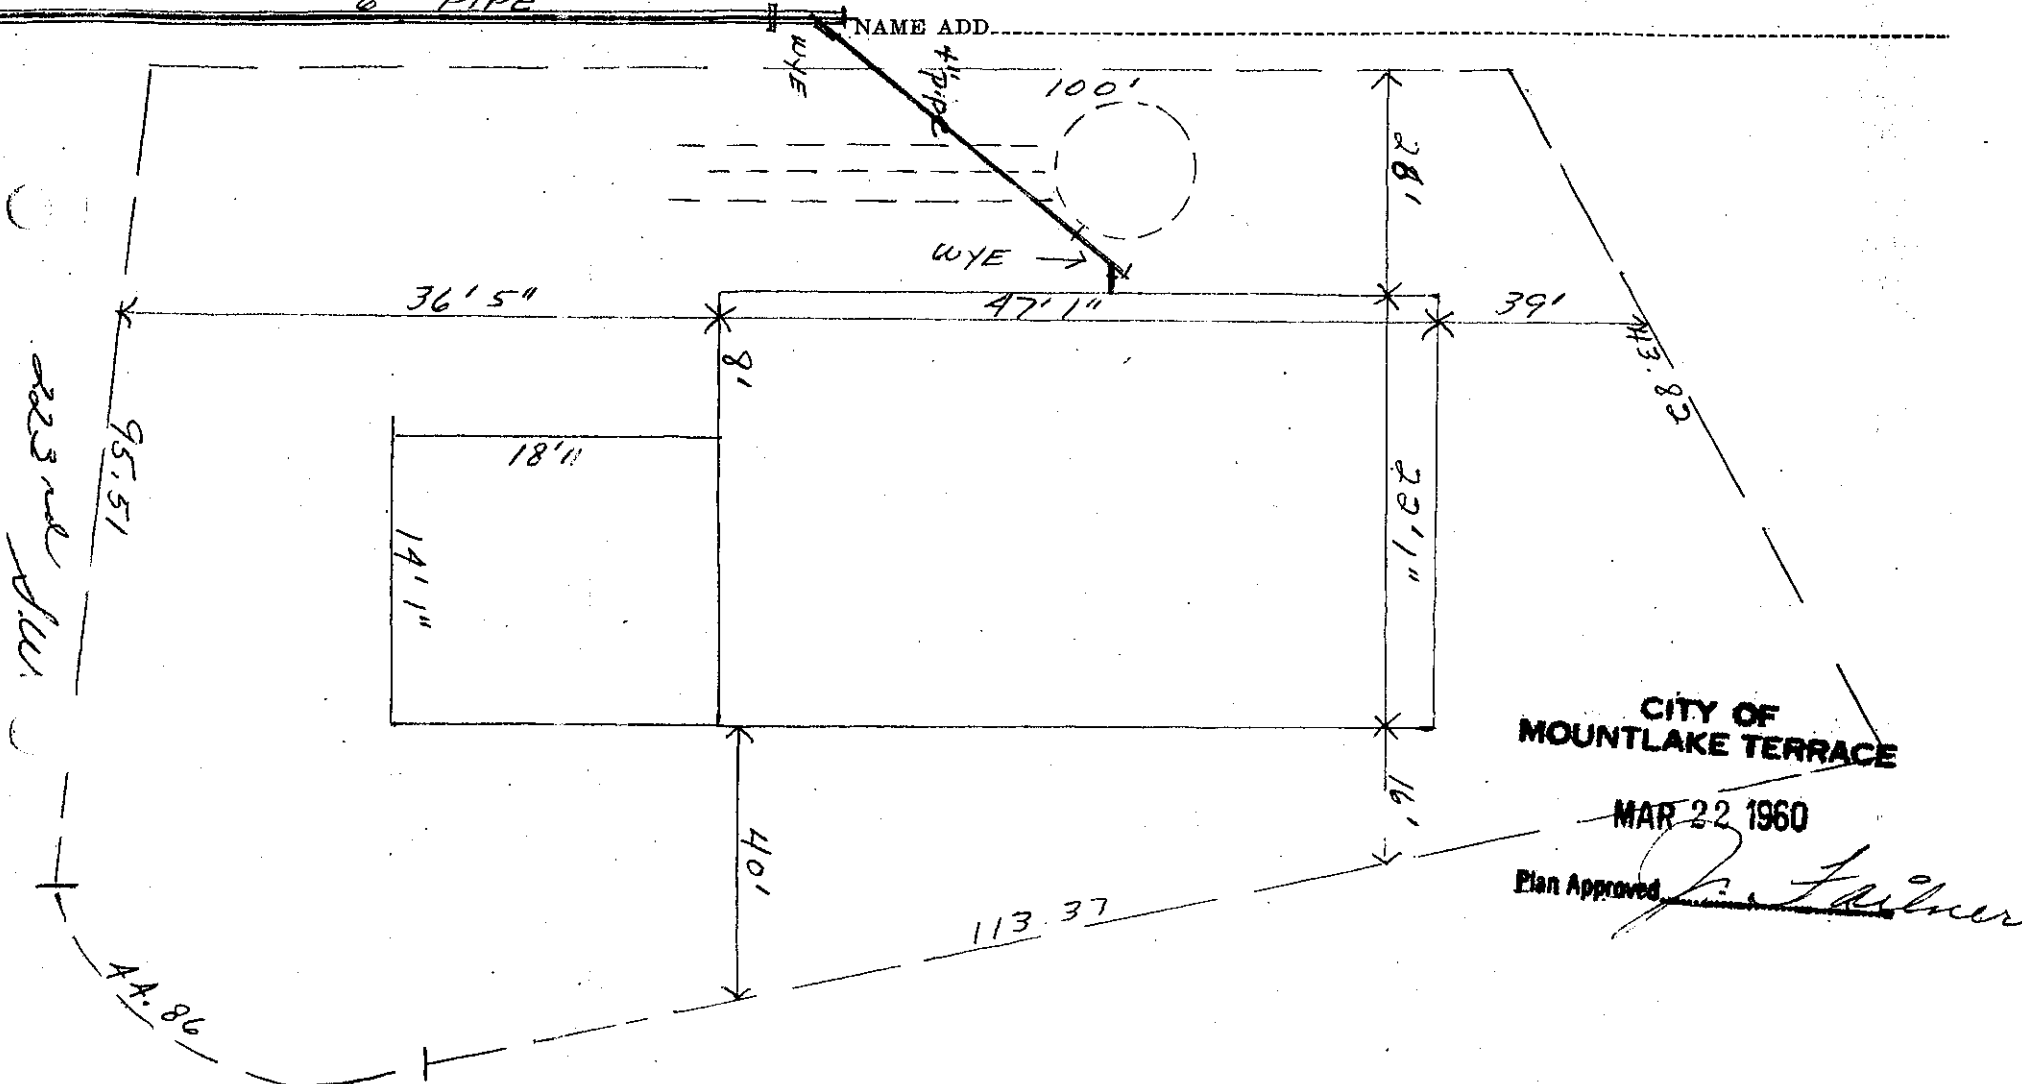 6" PIPE
NAME ADD
WYE
4" pipe
100'
28'
WYE
36' 5"
47' 1"
39'
43.82
8'
95.51
223rd S.W.
18' 11
14' 1"
22' 1"
16'
40'
113.37
44.86
CITY OF
MOUNTLAKE TERRACE
MAR 22 1960
Plan Approved